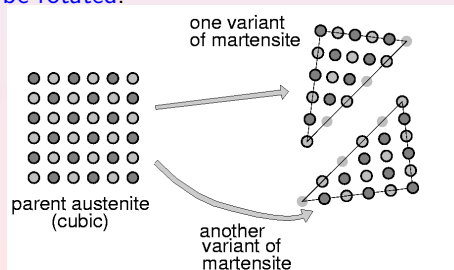 be rotated.
one variant
of martensite
parent austenite
(cubic)
another
variant of
martensite